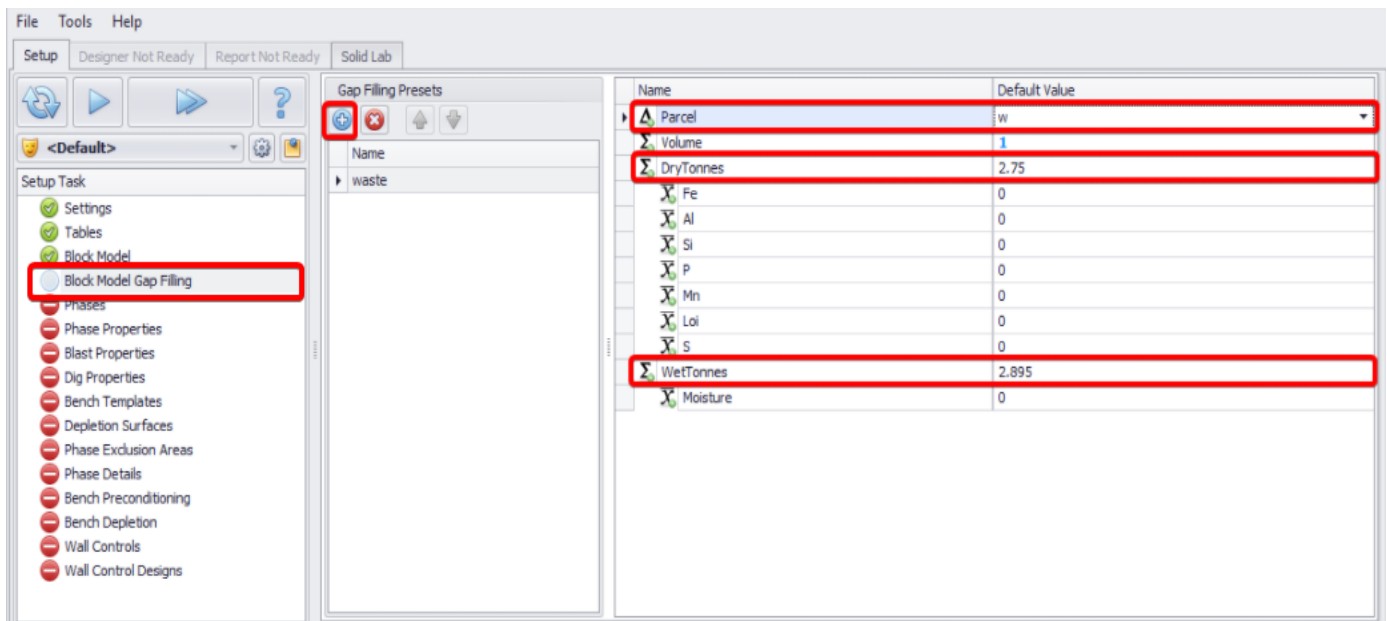 File Tools Help
Setup Designer Not Ready Report Not Ready Solid Lab
<Default>
Setup Task
Settings
Tables
Block Model
Block Model Gap Filling
Phases
Phase Properties
Blast Properties
Dig Properties
Bench Templates
Depletion Surfaces
Phase Exclusion Areas
Phase Details
Bench Preconditioning
Bench Depletion
Wall Controls
Wall Control Designs
Gap Filling Presets
Name
waste
Name Default Value
Parcel w
Σ Volume 1
Σ DryTonnes 2.75
X Fe 0
X Al 0
X Si 0
X P 0
X Mn 0
X Loi 0
X S 0
Σ WetTonnes 2.895
X Moisture 0